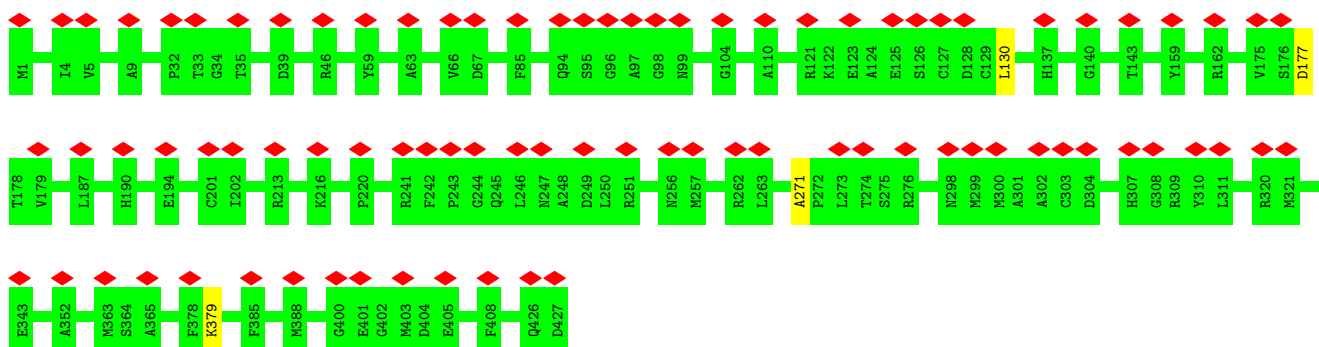 M1 I4 V5 A9 P32 T33 G34 T35 D39 R46 Y59 A63 V66 D67 F85 Q94 S95 G96 A97 G98 N99 G104 A110 R121 K122 E123 A124 E125 S126 C127 D128 C129 L130 H137 G140 T143 Y159 R162 V175 S176 D177
T178 V179 L187 H190 E194 C201 I202 R213 K216 P220 R241 F242 P243 G244 Q245 L246 N247 A248 D249 L250 R251 N256 M257 R262 L263 A271 P272 L273 T274 S275 R276 N298 M299 M300 A301 A302 C303 D304 H307 G308 R309 Y310 L311 R320 M321
E343 A352 M363 S364 A365 F378 K379 F385 M388 G400 E401 G402 M403 D404 E405 F408 Q426 D427